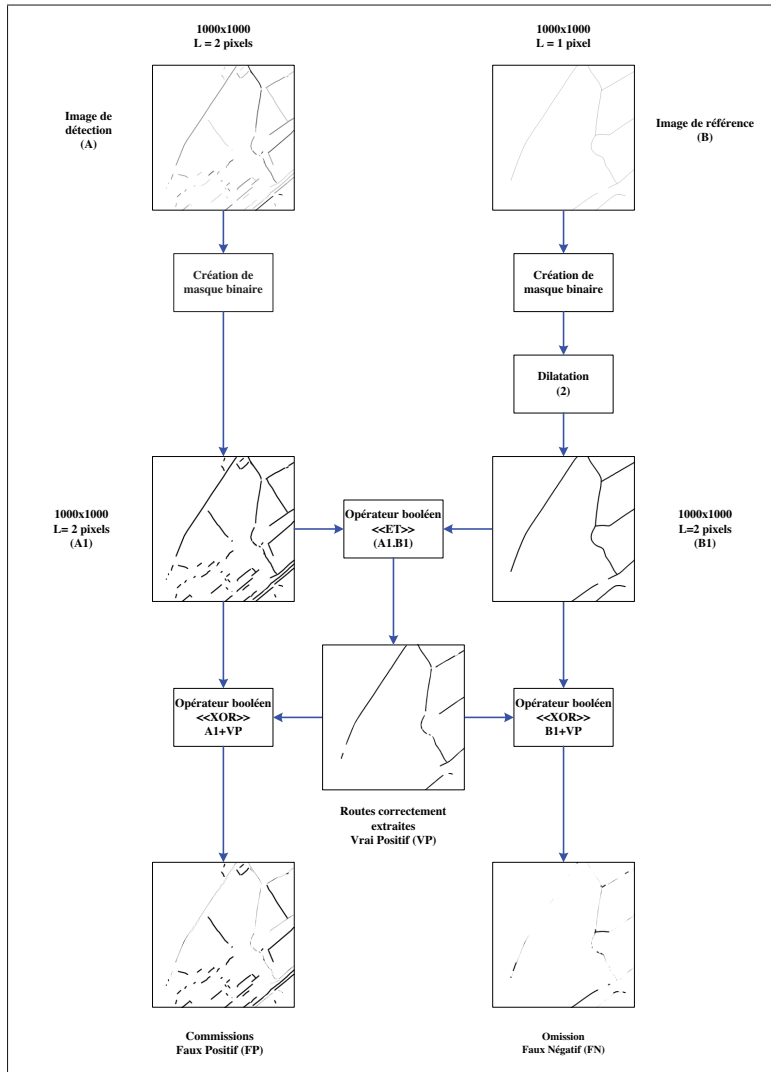 1000x1000
L = 2 pixels
1000x1000
L = 1 pixel
Image de
détection
(A)
Image de référence
(B)
Création de
masque binaire
Création de
masque binaire
Dilatation
(2)
1000x1000
L= 2 pixels
(A1)
Opérateur booléen
<<ET>>
(A1.B1)
1000x1000
L=2 pixels
(B1)
Opérateur booléen
<<XOR>>
A1+VP
Opérateur booléen
<<XOR>>
B1+VP
Routes correctement
extraites
Vrai Positif (VP)
Commissions
Faux Positif (FP)
Omission
Faux Négatif (FN)